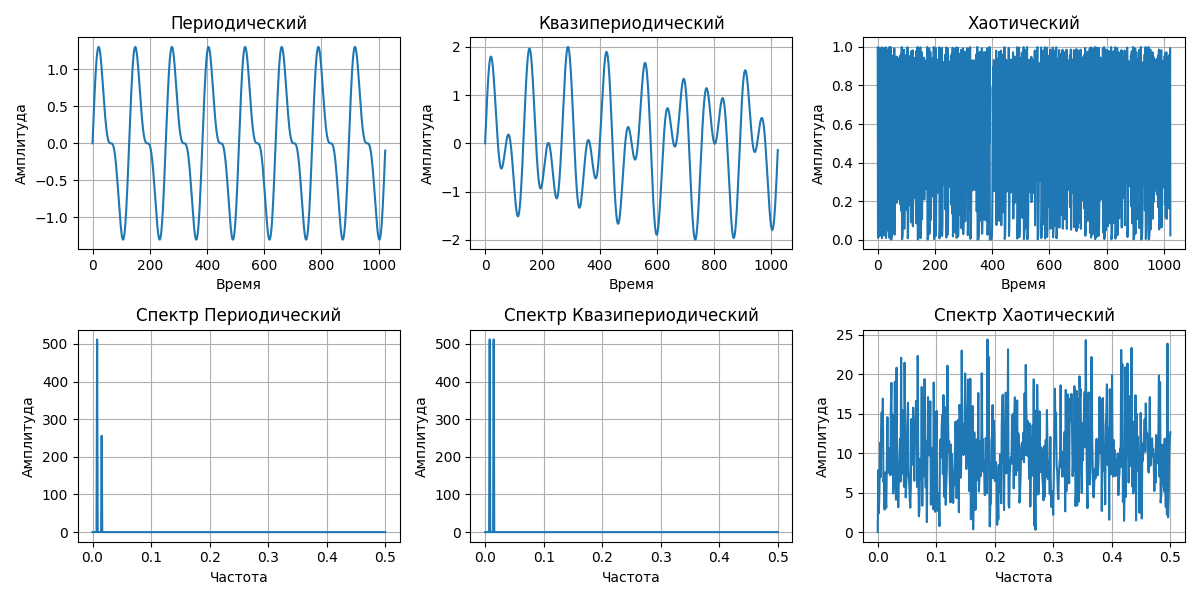 Периодический
Квазипериодический
Хаотический
Амплитуда
1.0
0.5
0.0
−0.5
−1.0
0 200 400 600 800 1000
Время
Амплитуда
2
1
0
−1
−2
0 200 400 600 800 1000
Время
Амплитуда
1.0
0.8
0.6
0.4
0.2
0.0
0 200 400 600 800 1000
Время
Спектр Периодический
Спектр Квазипериодический
Спектр Хаотический
Амплитуда
500
400
300
200
100
0
0.0 0.1 0.2 0.3 0.4 0.5
Частота
Амплитуда
500
400
300
200
100
0
0.0 0.1 0.2 0.3 0.4 0.5
Частота
Амплитуда
25
20
15
10
5
0
0.0 0.1 0.2 0.3 0.4 0.5
Частота